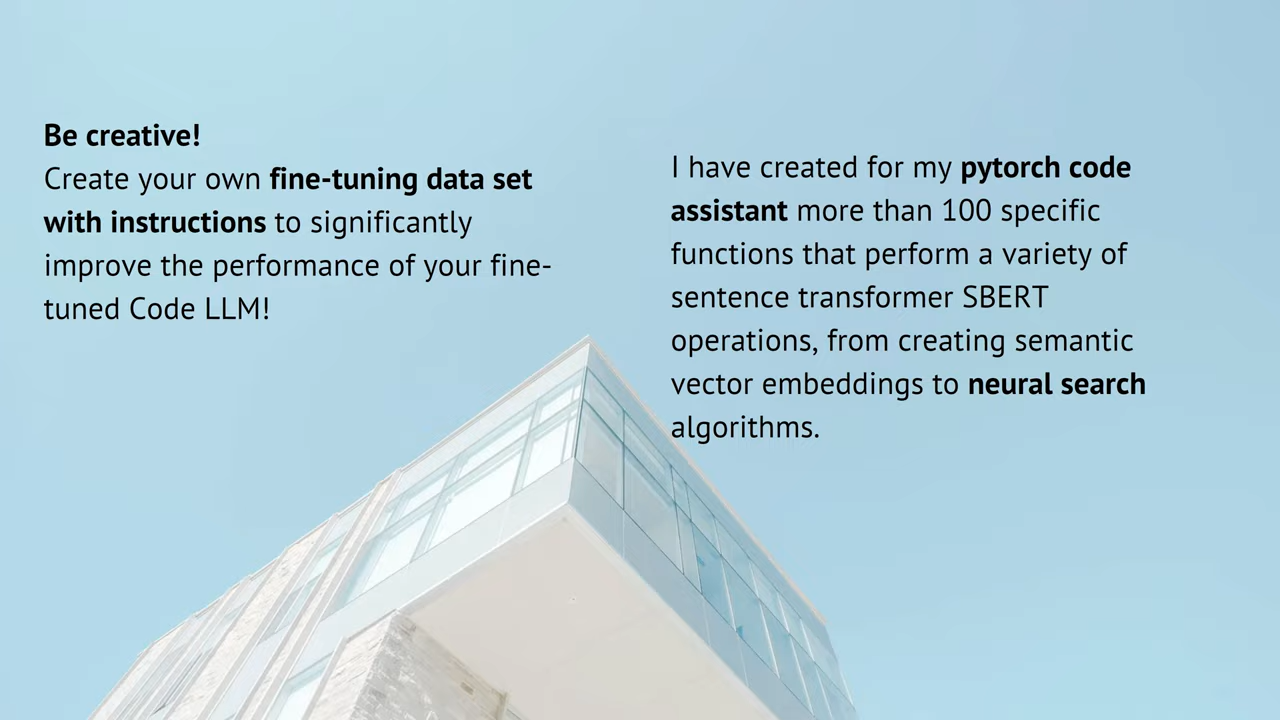 Be creative!
Create your own fine-tuning data set
with instructions to significantly
improve the performance of your fine-
tuned Code LLM!
I have created for my pytorch code
assistant more than 100 specific
functions that perform a variety of
sentence transformer SBERT
operations, from creating semantic
vector embeddings to neural search
algorithms.